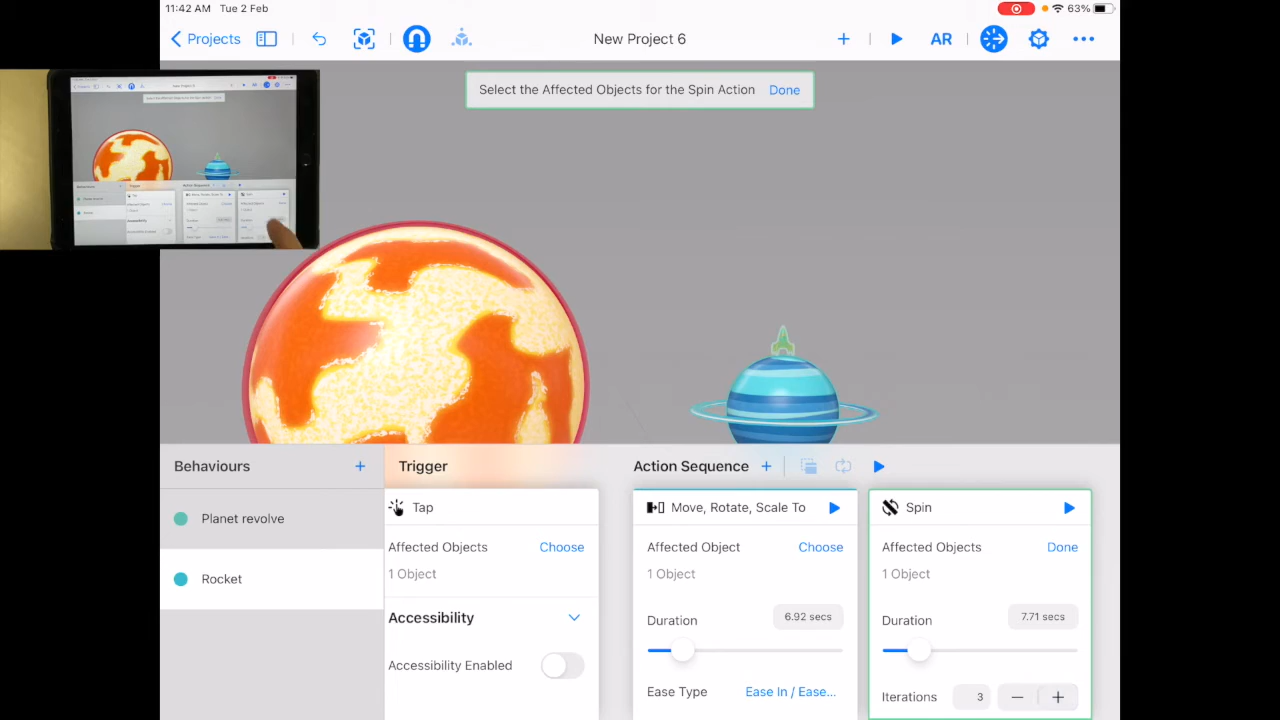 11:42 AM Tue 2 Feb
63%
Projects
New Project 6
AR
Select the Affected Objects for the Spin Action Done
Behaviours
Trigger
Action Sequence
Planet revolve
Rocket
Tap
Affected Objects Choose
1 Object
Accessibility
Accessibility Enabled
Move, Rotate, Scale To
Affected Object Choose
1 Object
Duration 6.92 secs
Ease Type Ease In / Ease...
Spin
Affected Objects Done
1 Object
Duration 7.71 secs
Iterations 3